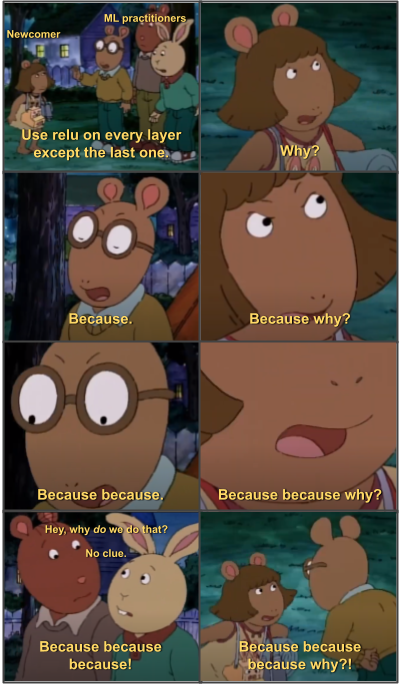 ML practitioners
Newcomer
Use relu on every layer
except the last one.
Why?
Because.
Because why?
Because because.
Because because why?
Hey, why do we do that?
No clue.
Because because
because!
Because because
because why?!